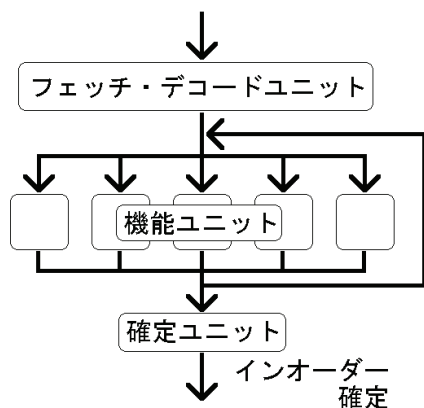 フェッチ・デコードユニット
機能ユニット
確定ユニット
インオーダー
確定